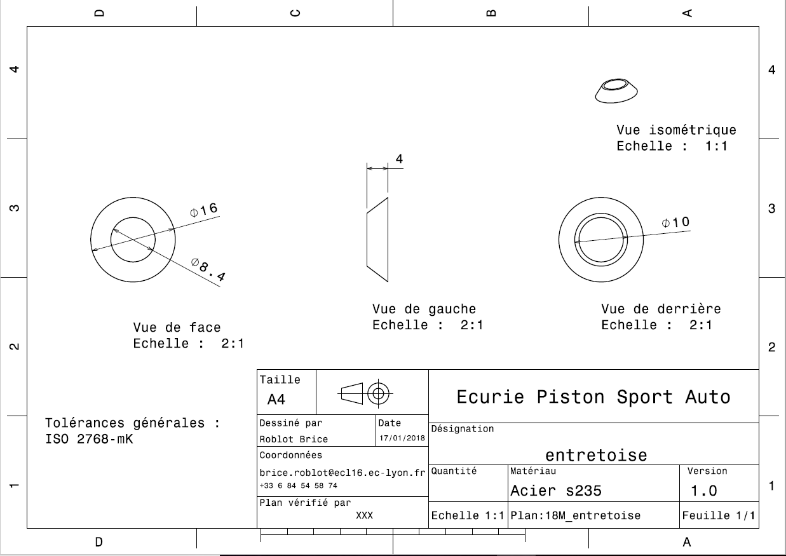 D C B A
4 4
Vue isométrique
Echelle : 1:1
4
3 3
Ø16
Ø8.4
Ø10
Vue de face
Echelle : 2:1
Vue de gauche
Echelle : 2:1
Vue de derrière
Echelle : 2:1
2 2
Tolérances générales :
ISO 2768-mK
Taille
A4
Ecurie Piston Sport Auto
Dessiné par
Roblot Brice
Date
17/01/2018
Désignation
entretoise
Coordonnées
brice.roblot@ecl16.ec-lyon.fr
+33 6 84 54 58 74
Quantité
Matériau
Acier s235
Version
1.0
Plan vérifié par
XXX
Echelle 1:1
Plan:18M_entretoise
Feuille 1/1
1 1
D A